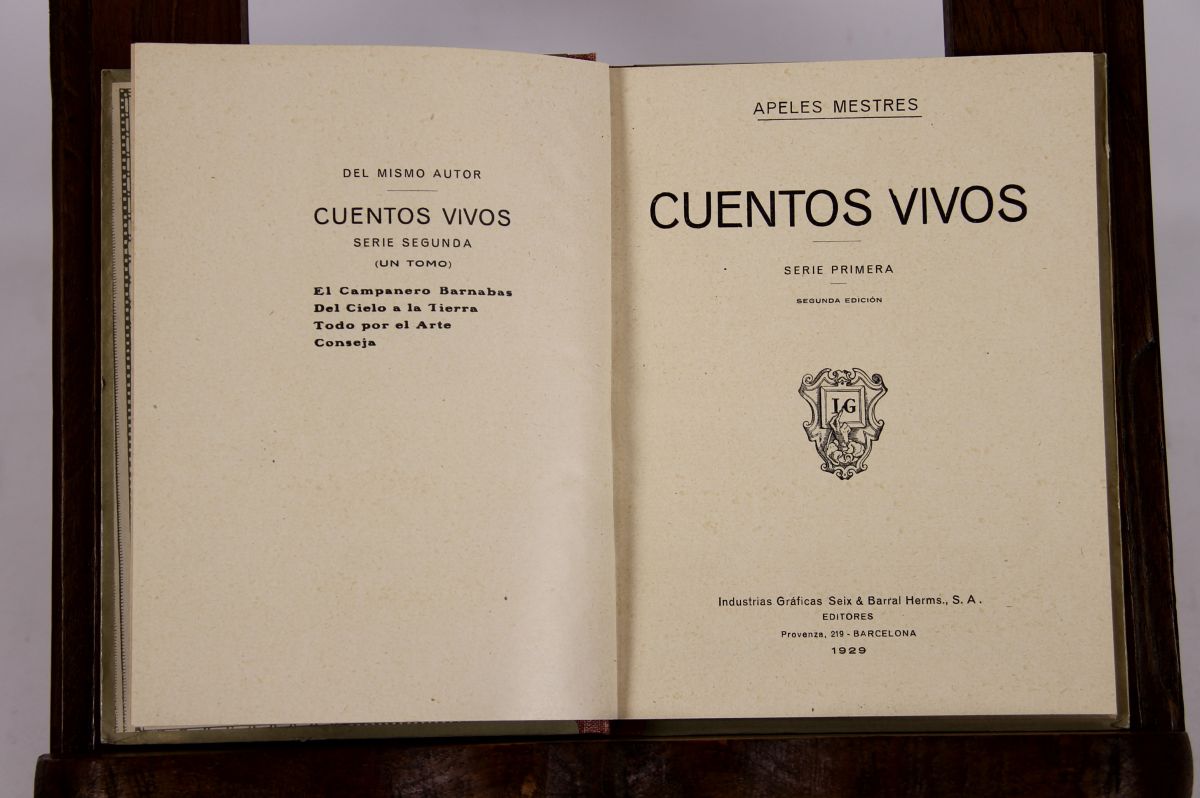 DEL MISMO AUTOR
CUENTOS VIVOS
SERIE SEGUNDA
(UN TOMO)
El Campanero Barnabas
Del Cielo a la Tierra
Todo por el Arte
Conseja
APELES MESTRES
CUENTOS VIVOS
SERIE PRIMERA
SEGUNDA EDICIÓN
IG
Industrias Gráficas Seix & Barral Herms., S. A.
EDITORES
Provenza, 219 - BARCELONA
1929